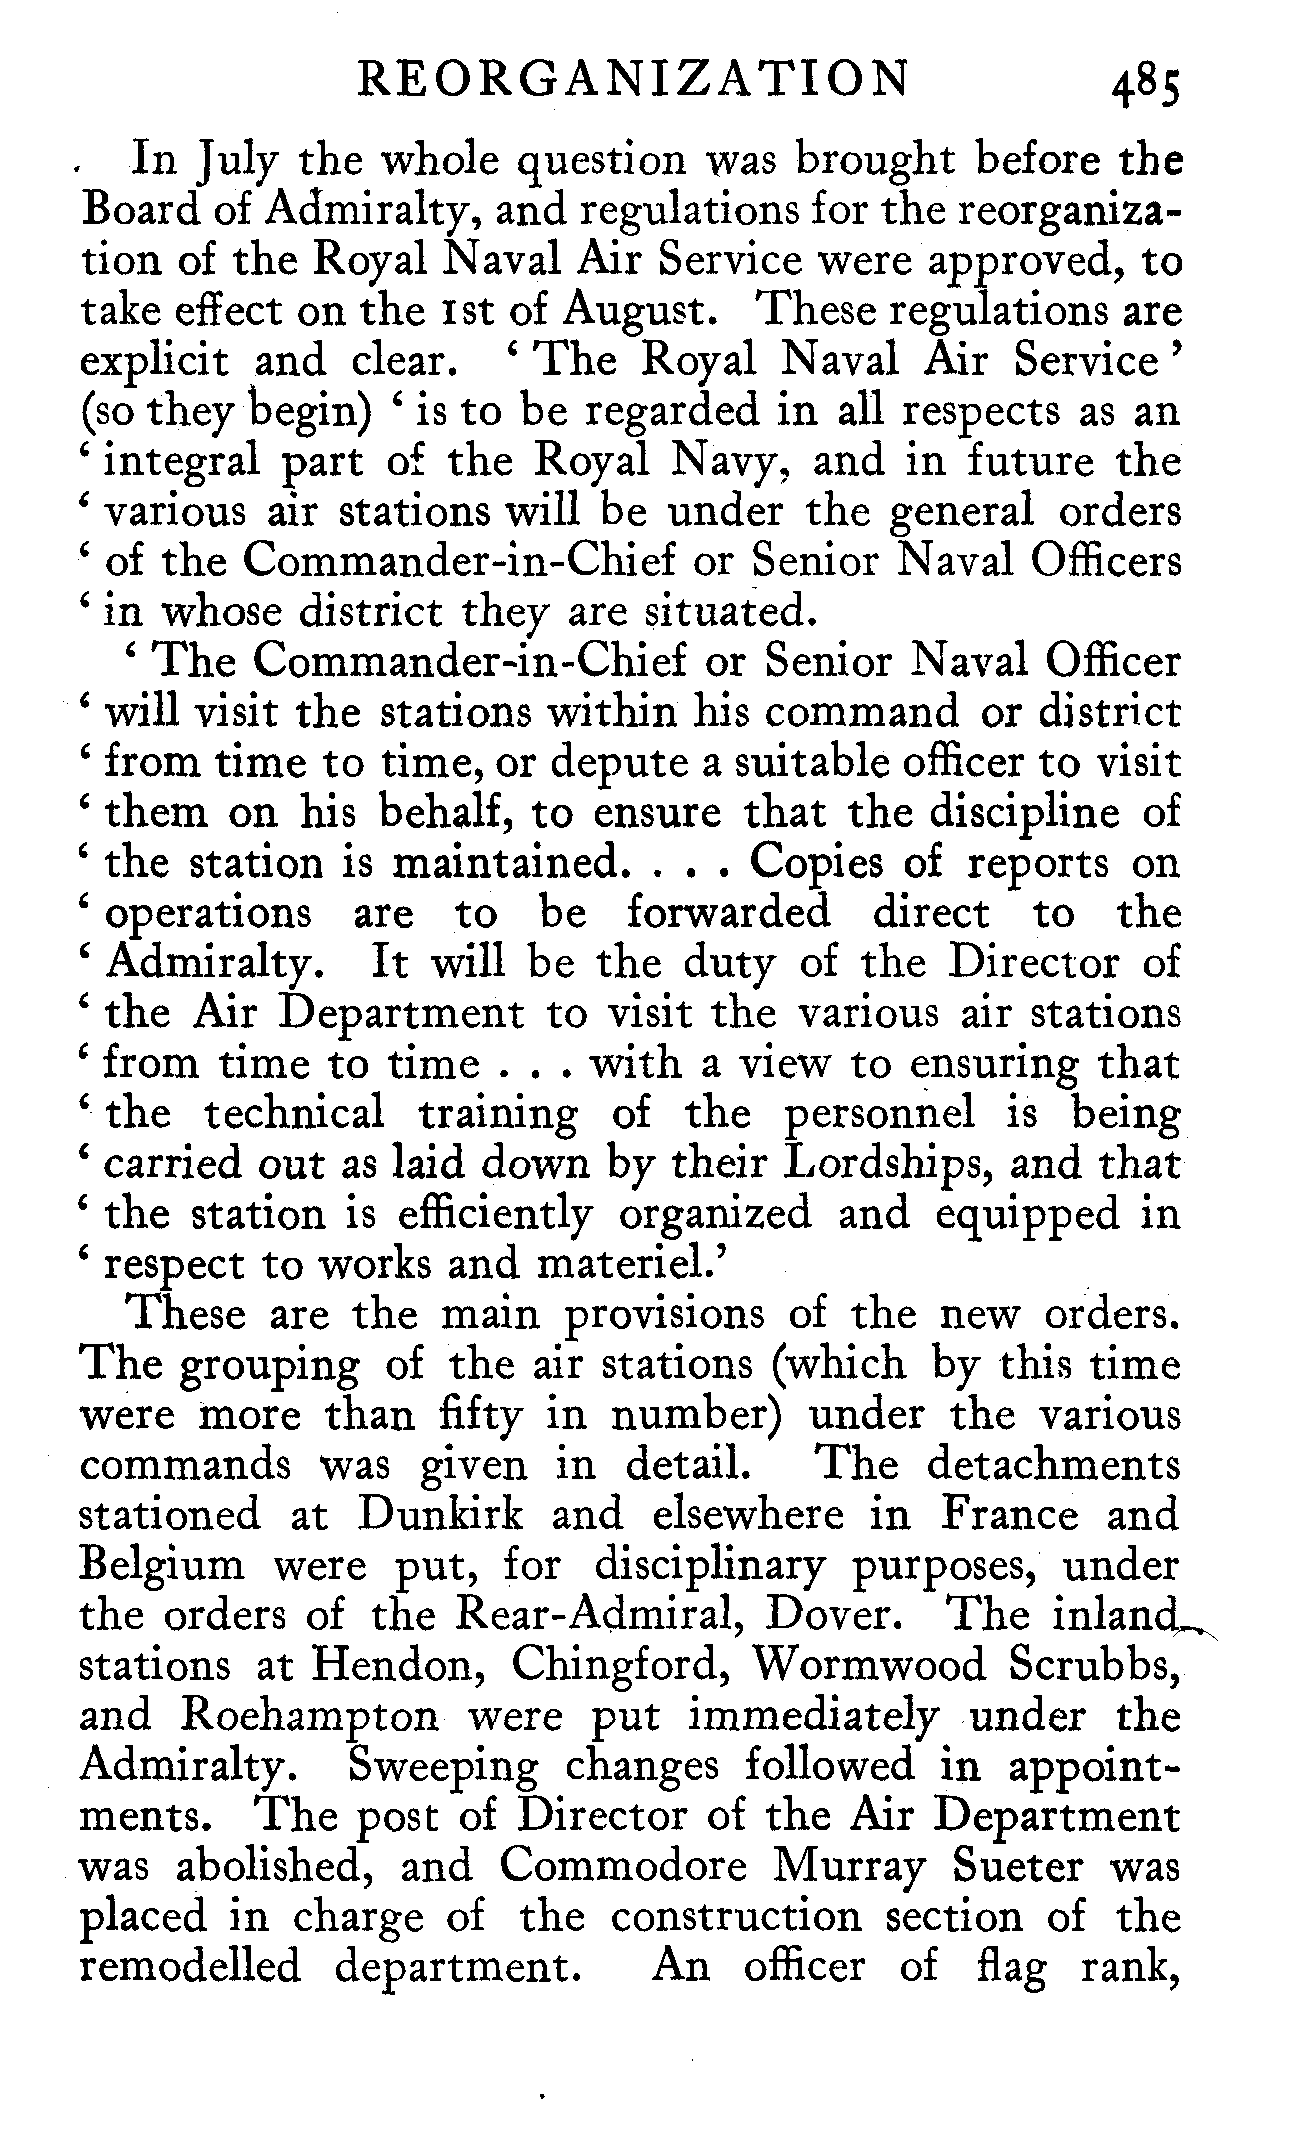 REORGANIZATION 485
In July the whole question was brought before the
Board of Admiralty, and regulations for the reorganiza-
tion of the Royal Naval Air Service were approved, to
take effect on the 1st of August. These regulations are
explicit and clear. ‘ The Royal Naval Air Service ’
(so they begin) ‘ is to be regarded in all respects as an
‘ integral part of the Royal Navy, and in future the
‘ various air stations will be under the general orders
‘ of the Commander-in-Chief or Senior Naval Officers
‘ in whose district they are situated.
‘ The Commander-in-Chief or Senior Naval Officer
‘ will visit the stations within his command or district
‘ from time to time, or depute a suitable officer to visit
‘ them on his behalf, to ensure that the discipline of
‘ the station is maintained. . . . Copies of reports on
‘ operations are to be forwarded direct to the
‘ Admiralty. It will be the duty of the Director of
‘ the Air Department to visit the various air stations
‘ from time to time . . . with a view to ensuring that
‘ the technical training of the personnel is being
‘ carried out as laid down by their Lordships, and that
‘ the station is efficiently organized and equipped in
‘ respect to works and materiel.’
These are the main provisions of the new orders.
The grouping of the air stations (which by this time
were more than fifty in number) under the various
commands was given in detail. The detachments
stationed at Dunkirk and elsewhere in France and
Belgium were put, for disciplinary purposes, under
the orders of the Rear-Admiral, Dover. The inland
stations at Hendon, Chingford, Wormwood Scrubbs,
and Roehampton were put immediately under the
Admiralty. Sweeping changes followed in appoint-
ments. The post of Director of the Air Department
was abolished, and Commodore Murray Sueter was
placed in charge of the construction section of the
remodelled department. An officer of flag rank,